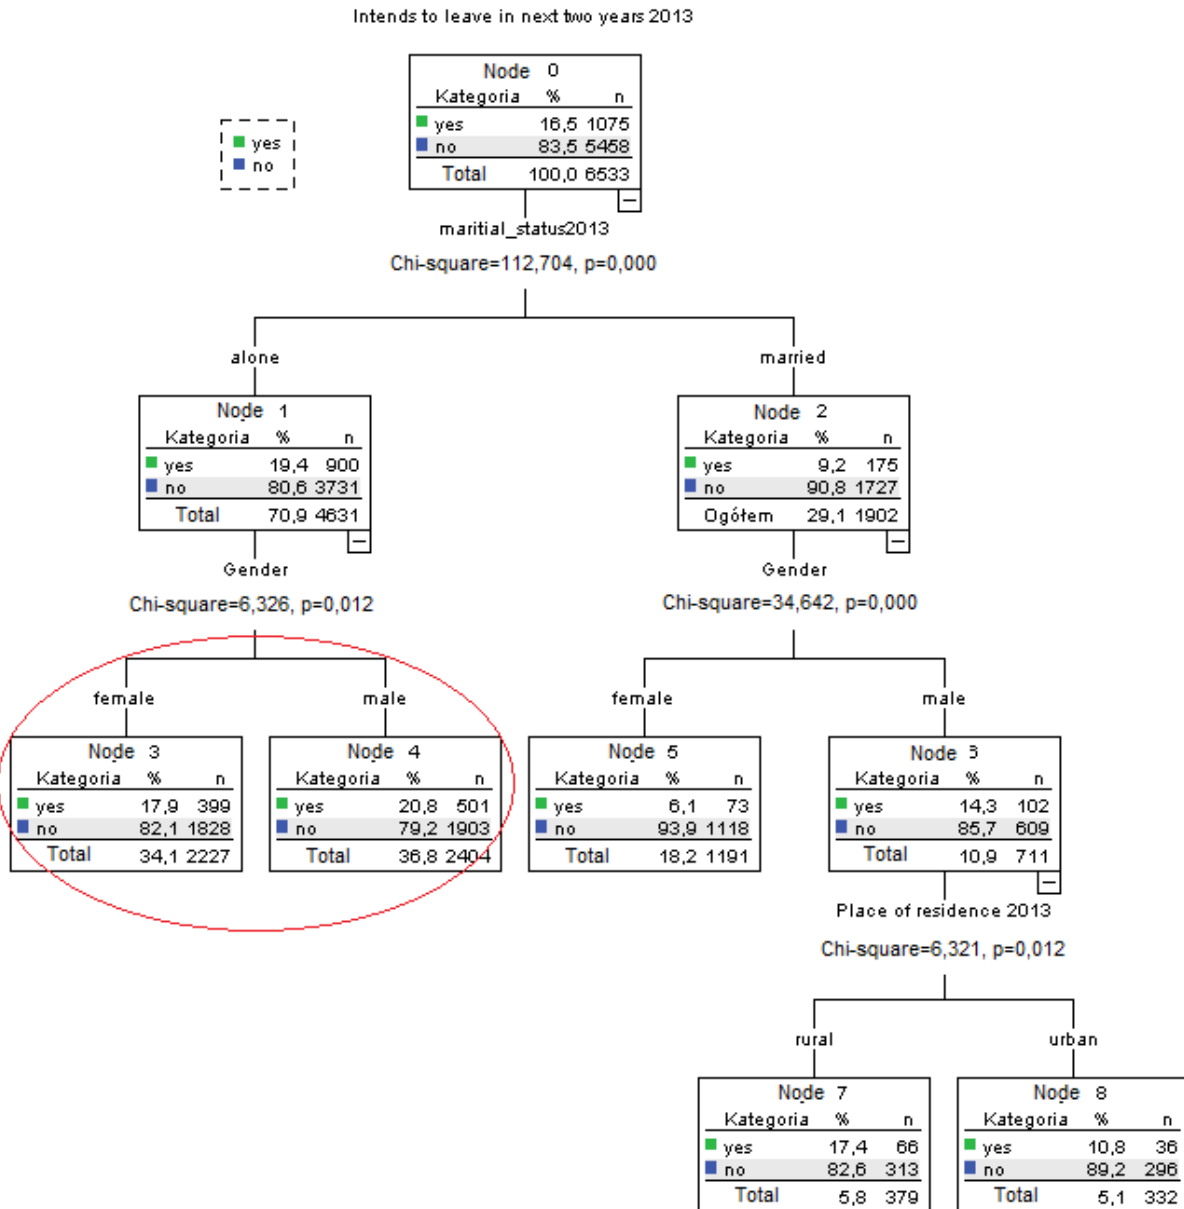 Intends to leave in next two years 2013
Node 0
Kategoria % n
yes 16,5 1075
no 83,5 5458
Total 100,0 6533
yes
no
maritial_status2013
Chi-square=112,704, p=0,000
alone
married
Node 1
Kategoria % n
yes 19,4 900
no 80,6 3731
Total 70,9 4631
Node 2
Kategoria % n
yes 9,2 175
no 90,8 1727
Ogółem 29,1 1902
Gender
Chi-square=6,326, p=0,012
Gender
Chi-square=34,642, p=0,000
female
male
female
male
Node 3
Kategoria % n
yes 17,9 399
no 82,1 1828
Total 34,1 2227
Node 4
Kategoria % n
yes 20,8 501
no 79,2 1903
Total 36,8 2404
Node 5
Kategoria % n
yes 6,1 73
no 93,9 1118
Total 18,2 1191
Node
Kategoria % n
yes 14,3 102
no 85,7 609
Total 10,9 711
Place of residence 2013
Chi-square=6,321, p=0,012
rural
urban
Node 7
Kategoria % n
yes 17,4 66
no 82,6 313
Total 5,8 379
Node 8
Kategoria % n
yes 10,8 36
no 89,2 296
Total 5,1 332